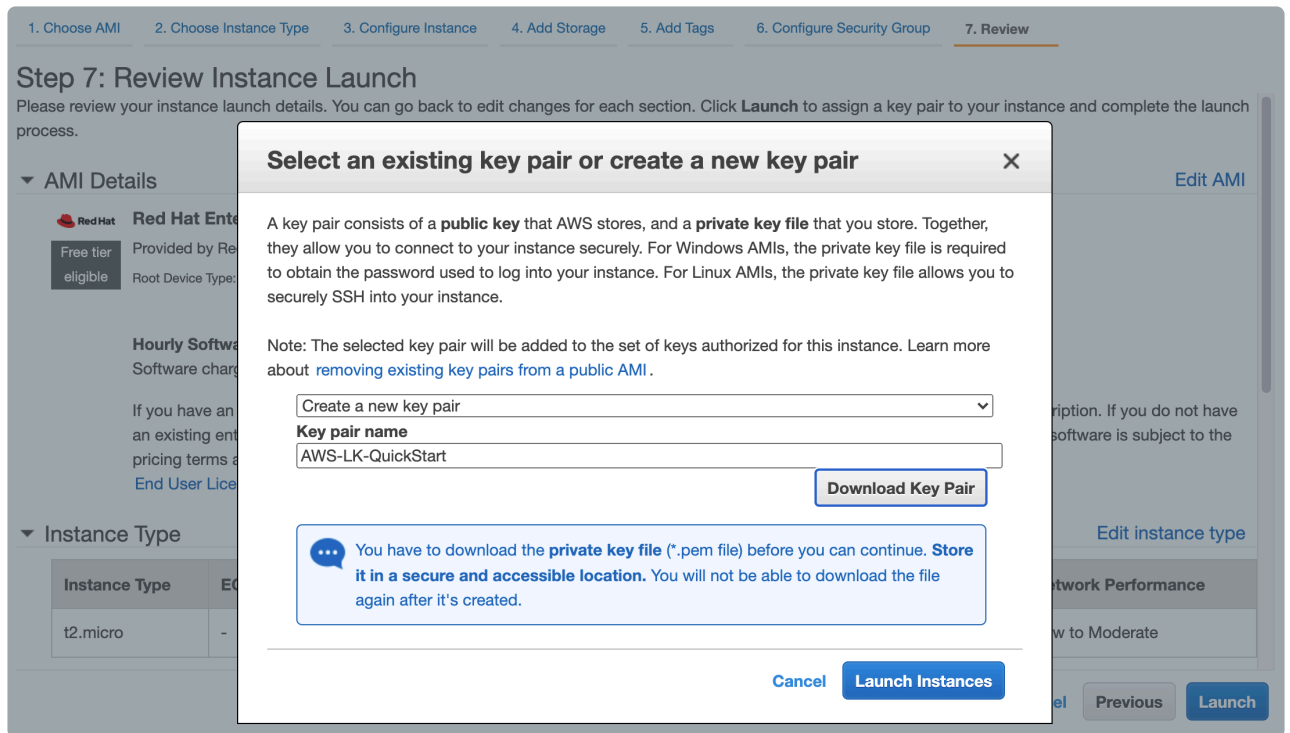 1. Choose AMI 2. Choose Instance Type 3. Configure Instance 4. Add Storage 5. Add Tags 6. Configure Security Group 7. Review
Step 7: Review Instance Launch
Please review your instance launch details. You can go back to edit changes for each section. Click Launch to assign a key pair to your instance and complete the launch
process.
AMI Details
Edit AMI
Red Hat
Red Hat
Free tier
eligible
Provided by
Root Device Type:
Hourly
Software
If you have an
an existing
pricing terms
End User
If you do not have
software is subject to the
Select an existing key pair or create a new key pair
A key pair consists of a public key that AWS stores, and a private key file that you store. Together,
they allow you to connect to your instance securely. For Windows AMIs, the private key file is required
to obtain the password used to log into your instance. For Linux AMIs, the private key file allows you to
securely SSH into your instance.
Note: The selected key pair will be added to the set of keys authorized for this instance. Learn more
about removing existing key pairs from a public AMI.
Create a new key pair
Key pair name
AWS-LK-QuickStart
Download Key Pair
You have to download the private key file (*.pem file) before you can continue. Store
it in a secure and accessible location. You will not be able to download the file
again after it's created.
Cancel Launch Instances
Instance Type
Edit instance type
Instance Type
Performance
t2.micro -
to Moderate
Previous Launch